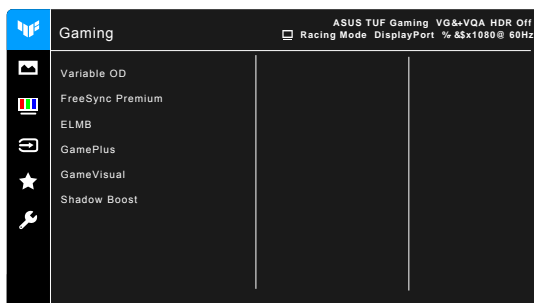 Gaming
ASUS TUF Gaming VG&+VQA HDR Off
Racing Mode DisplayPort % &$x1080@ 60Hz
Variable OD
FreeSync Premium
ELMB
GamePlus
GameVisual
Shadow Boost